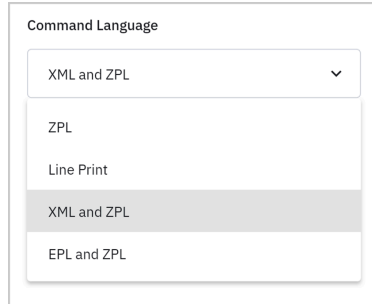 Command Language
XML and ZPL
ZPL
Line Print
XML and ZPL
EPL and ZPL